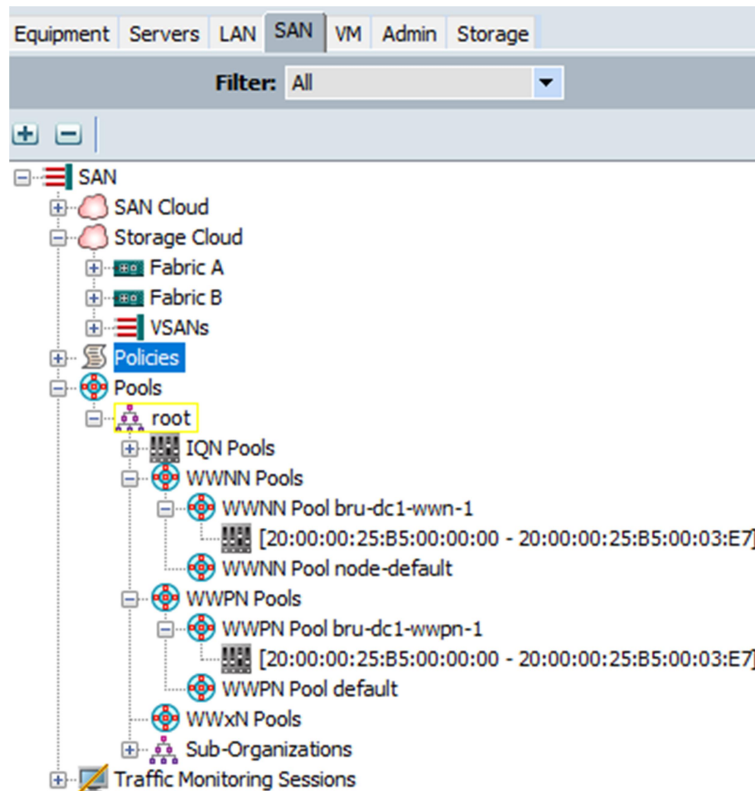 Equipment Servers LAN SAN VM Admin Storage
Filter: All
SAN
SAN Cloud
Storage Cloud
Fabric A
Fabric B
VSANs
Policies
Pools
root
IQN Pools
WWNN Pools
WWNN Pool bru-dc1-wwn-1
[20:00:00:25:B5:00:00:00 - 20:00:00:25:B5:00:03:E7]
WWNN Pool node-default
WWPN Pools
WWPN Pool bru-dc1-wwpn-1
[20:00:00:25:B5:00:00:00 - 20:00:00:25:B5:00:03:E7]
WWPN Pool default
WWxN Pools
Sub-Organizations
Traffic Monitoring Sessions